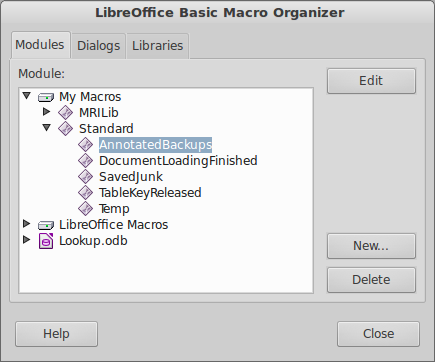 LibreOffice Basic Macro Organizer
Modules Dialogs Libraries
Module:
Edit
My Macros
MRILib
Standard
AnnotatedBackups
DocumentLoadingFinished
SavedJunk
TableKeyReleased
Temp
LibreOffice Macros
Lookup.odb
New...
Delete
Help Close